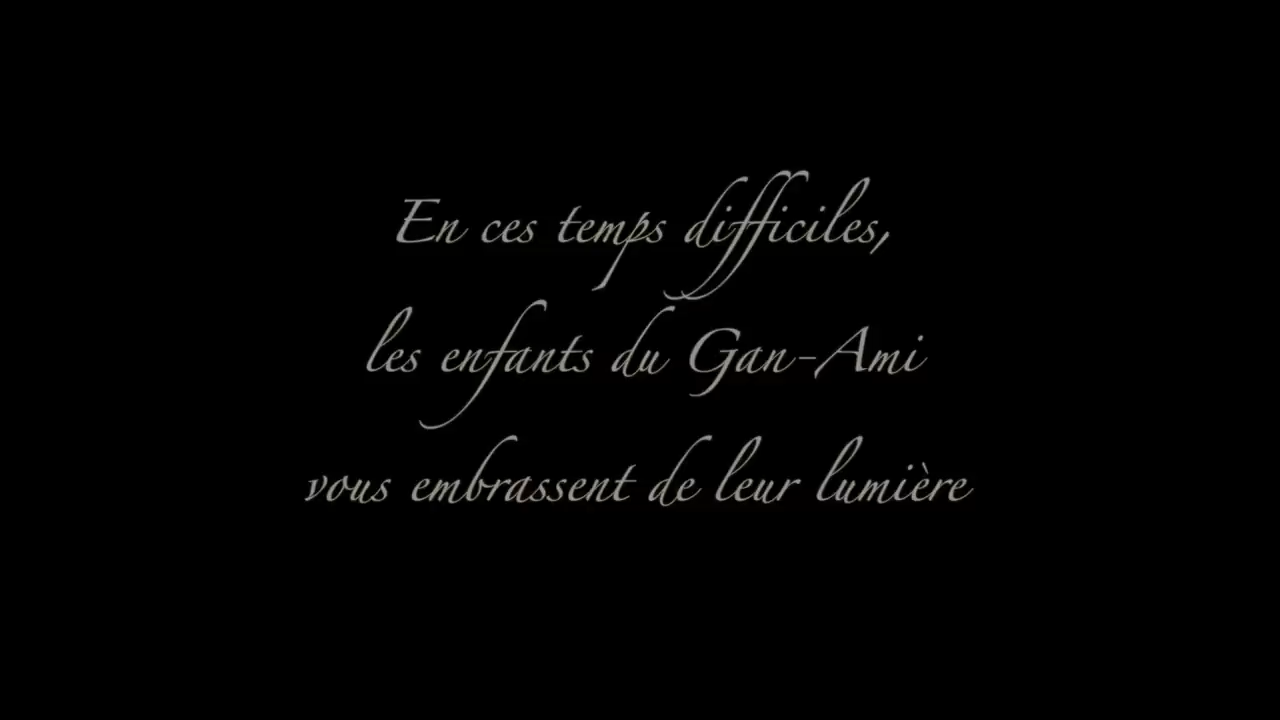 En ces temps difficiles,
les enfants du Gan-Ami
vous embrassent de leur lumière